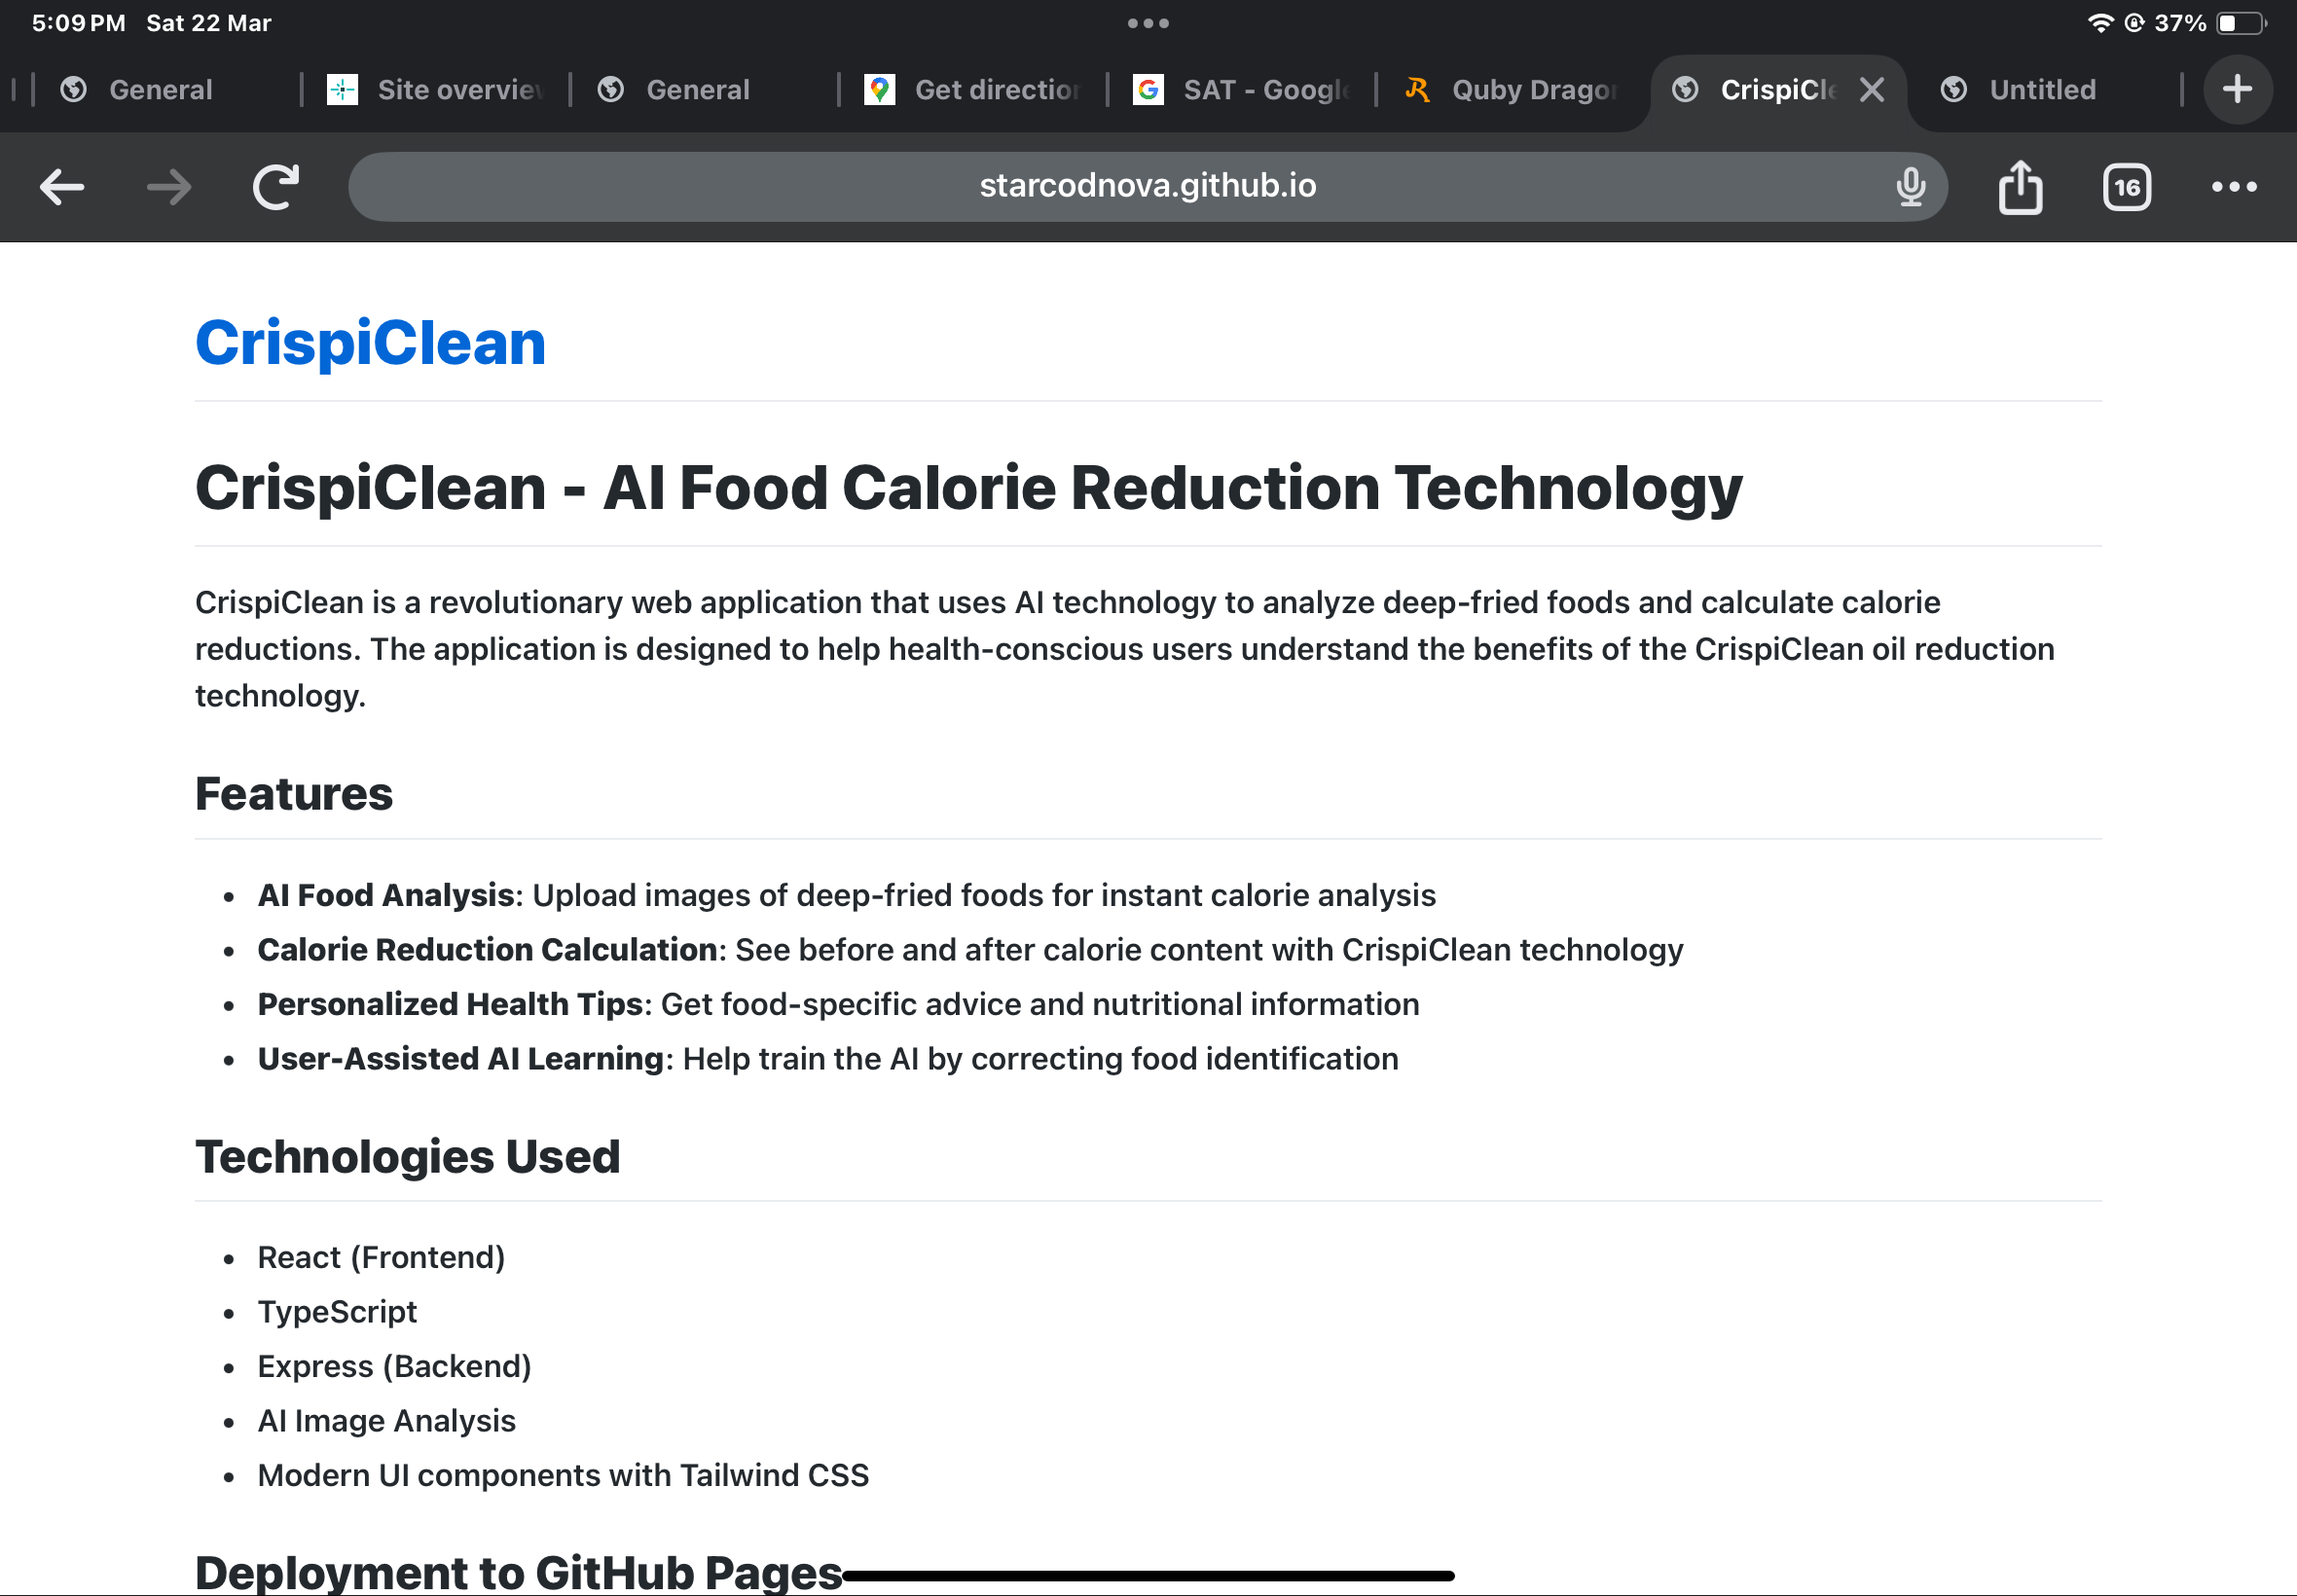 5:09 PM Sat 22 Mar
37%
General
Site overview
General
Get direction
SAT - Google
Quby Dragon
CrispiCle
Untitled
starcodnova.github.io
16
CrispiClean
CrispiClean - AI Food Calorie Reduction Technology
CrispiClean is a revolutionary web application that uses AI technology to analyze deep-fried foods and calculate calorie
reductions. The application is designed to help health-conscious users understand the benefits of the CrispiClean oil reduction
technology.
Features
• AI Food Analysis: Upload images of deep-fried foods for instant calorie analysis
• Calorie Reduction Calculation: See before and after calorie content with CrispiClean technology
• Personalized Health Tips: Get food-specific advice and nutritional information
• User-Assisted AI Learning: Help train the AI by correcting food identification
Technologies Used
• React (Frontend)
• TypeScript
• Express (Backend)
• AI Image Analysis
• Modern UI components with Tailwind CSS
Deployment to GitHub Pages